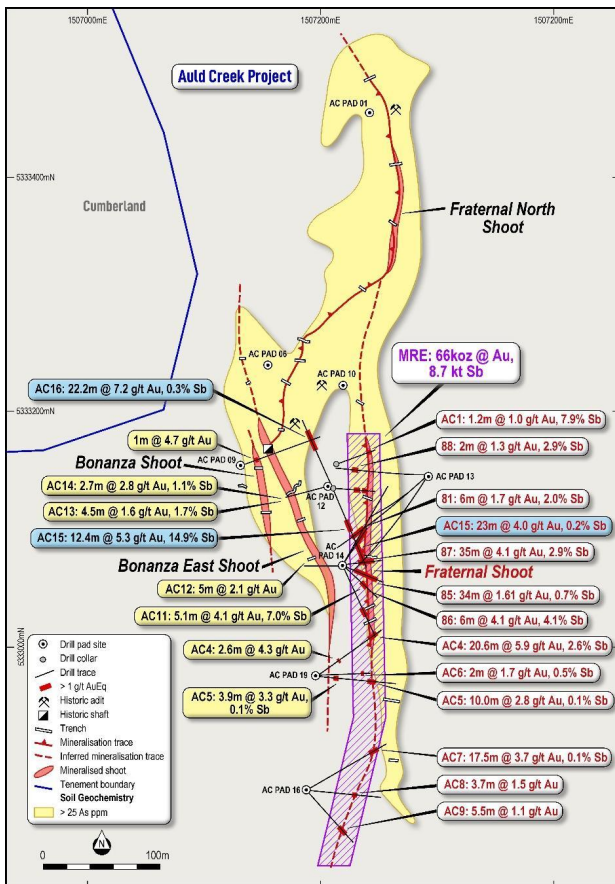 1507000mE
1507200mE
1507200mE
Auld Creek Project
AC PAD 01
5333400mN
Cumberland
Fraternal North
Shoot
AC PAD 06
AC PAD 10
MRE: 66koz @ Au,
8.7 kt Sb
AC16: 22.2m @ 7.2 g/t Au, 0.3% Sb
5333200mN
AC1: 1.2m @ 1.0 g/t Au, 7.9% Sb
1m @ 4.7 g/t Au
88: 2m @ 1.3 g/t Au, 2.9% Sb
AC PAD 09
Bonanza Shoot
AC PAD 13
AC14: 2.7m @ 2.8 g/t Au, 1.1% Sb
AC PAD
12
81: 6m @ 1.7 g/t Au, 2.0% Sb
AC13: 4.5m @ 1.6 g/t Au, 1.7% Sb
AC15: 23m @ 4.0 g/t Au, 0.2% Sb
AC15: 12.4m @ 5.3 g/t Au, 14.9% Sb
AC
PAD 14
87: 35m @ 4.1 g/t Au, 2.9% Sb
Bonanza East Shoot
Fraternal Shoot
AC12: 5m @ 2.1 g/t Au
85: 34m @ 1.61 g/t Au, 0.7% Sb
AC11: 5.1m @ 4.1 g/t Au, 7.0% Sb
86: 6m @ 4.1 g/t Au, 4.1% Sb
5333000mN
AC4: 2.6m @ 4.3 g/t Au
AC4: 20.6m @ 5.9 g/t Au, 2.6% Sb
AC PAD 19
AC6: 2m @ 1.7 g/t Au, 0.5% Sb
AC5: 3.9m @ 3.3 g/t Au,
0.1% Sb
AC5: 10.0m @ 2.8 g/t Au, 0.1% Sb
AC7: 17.5m @ 3.7 g/t Au, 0.1% Sb
AC PAD 16
AC8: 3.7m @ 1.5 g/t Au
AC9: 5.5m @ 1.1 g/t Au
Drill pad site
Drill collar
Drill trace
> 1 g/t AuEq
Historic adit
Historic shaft
Trench
Mineralisation trace
Inferred mineralisation trace
Mineralised shoot
Tenement boundary
Soil Geochemistry
> 25 As ppm
N
0
100m